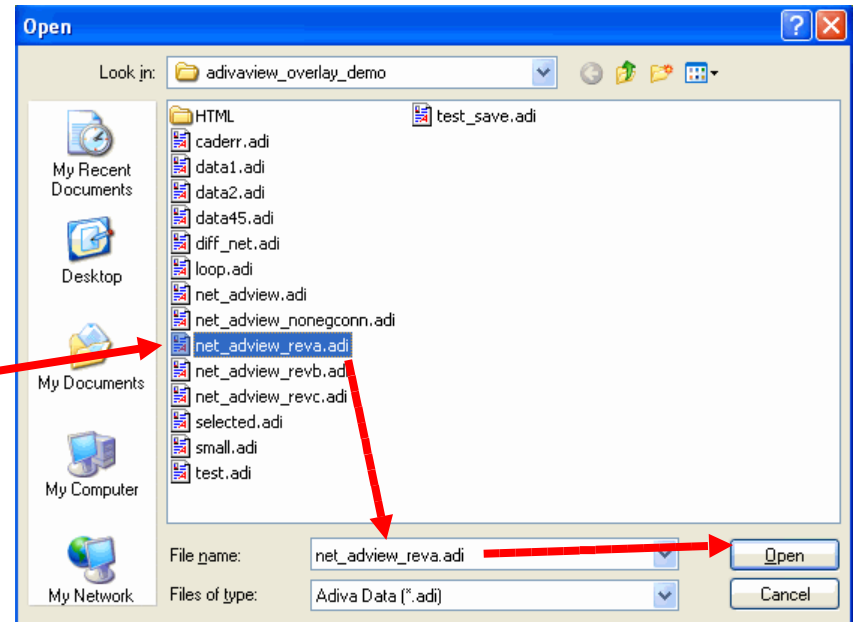 Open
Look in: adivaview_overlay_demo
My Recent
Documents
Desktop
My Documents
My Computer
My Network
HTML
caderr.adi
data1.adi
data2.adi
data45.adi
diff_net.adi
loop.adi
net_adview.adi
net_adview_nonegconn.adi
net_adview_reva.adi
net_adview_revb.adi
net_adview_revc.adi
selected.adi
small.adi
test.adi
test_save.adi
File name: net_adview_reva.adi Open
Files of type: Adiva Data (*.adi) Cancel